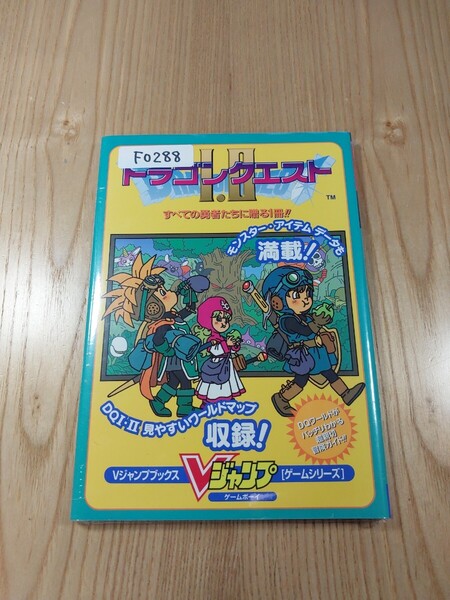 F0288
ドラゴンクエスト
I・II
TM
すべての勇者たちに贈る1冊!!
モンスター・アイテムデータも
満載!!
DQI・II見やすいワールドマップ
収録!
DQワールドが
バッチリわかる
冒険ガイド!!
Vジャンプブックス
Vジャンプ
[ゲームシリーズ]
ゲームボーイ